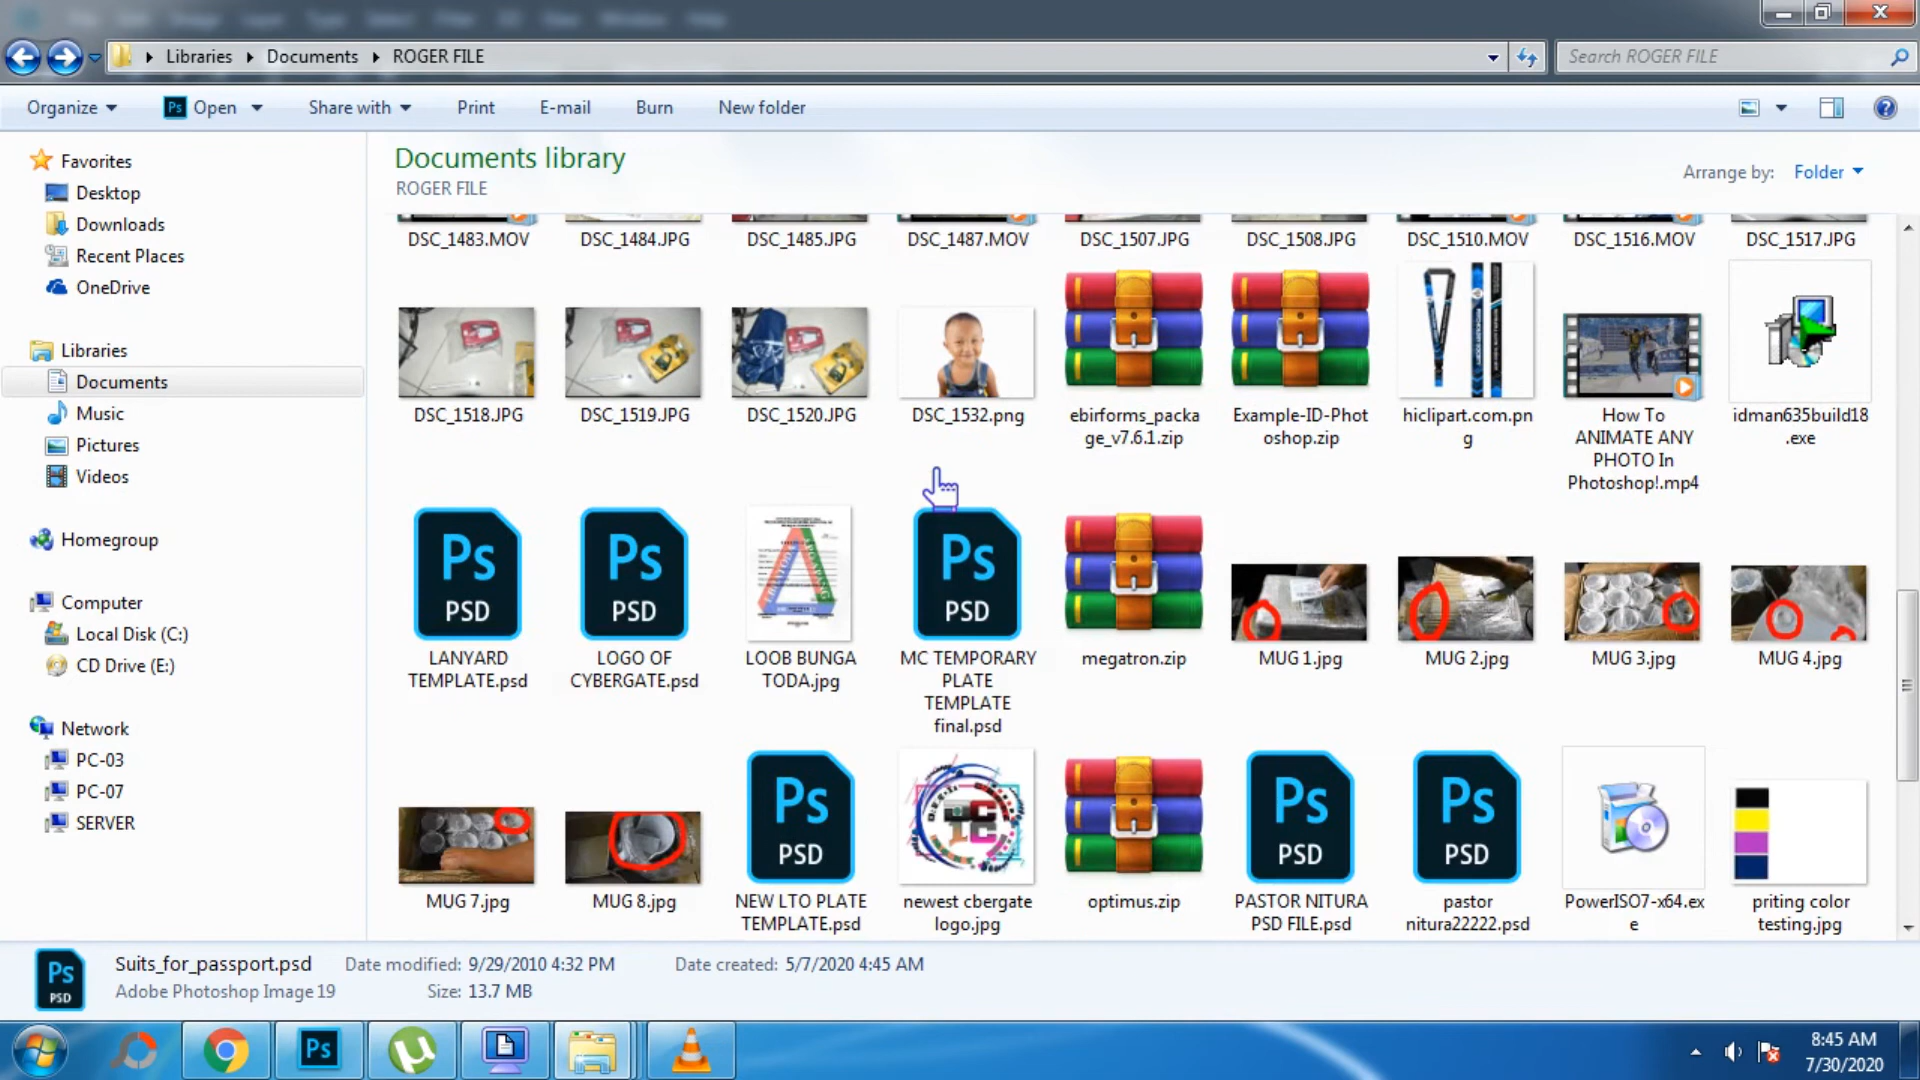 Libraries
Documents
ROGER FILE
Search ROGER FILE
Organize
Ps
Open
Share with
Print
E-mail
Burn
New folder
Documents library
ROGER FILE
Arrange by:
Folder
Favorites
Desktop
Downloads
Recent Places
OneDrive
Libraries
Documents
Music
Pictures
Videos
Homegroup
Computer
Local Disk (C:)
CD Drive (E:)
Network
PC-03
PC-07
SERVER
DSC_1483.MOV
DSC_1484.JPG
DSC_1485.JPG
DSC_1487.MOV
DSC_1507.JPG
DSC_1508.JPG
DSC_1510.MOV
DSC_1516.MOV
DSC_1517.JPG
DSC_1518.JPG
DSC_1519.JPG
DSC_1520.JPG
DSC_1532.png
ebirforms_packa
ge_v7.6.1.zip
Example-ID-Phot
oshop.zip
hiclipart.com.pn
g
How To
ANIMATE ANY
PHOTO In
Photoshop!.mp4
idman635build18
.exe
Ps
PSD
LANYARD
TEMPLATE.psd
Ps
PSD
LOGO OF
CYBERGATE.psd
LOOB BUNGA
TODA.jpg
Ps
PSD
MC TEMPORARY
PLATE
TEMPLATE
final.psd
megatron.zip
MUG 1.jpg
MUG 2.jpg
MUG 3.jpg
MUG 4.jpg
MUG 7.jpg
MUG 8.jpg
Ps
PSD
NEW LTO PLATE
TEMPLATE.psd
newest cbergate
logo.jpg
optimus.zip
Ps
PSD
PASTOR NITURA
PSD FILE.psd
Ps
PSD
pastor
nitura22222.psd
PowerISO7-x64.ex
e
priting color
testing.jpg
Ps
PSD
Suits_for_passport.psd
Date modified: 9/29/2010 4:32 PM
Date created: 5/7/2020 4:45 AM
Adobe Photoshop Image 19
Size: 13.7 MB
Ps
8:45 AM
7/30/2020